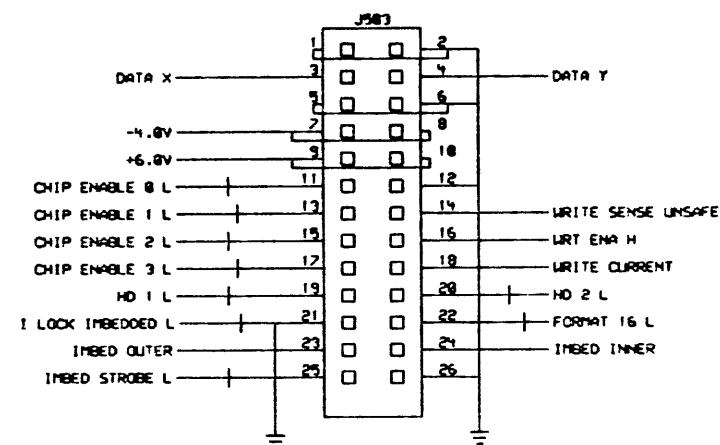 J503
1 2
DATA X 3 4 DATA Y
5 6
-4.0V 7 8
+6.0V 9 10
CHIP ENABLE 0 L 11 12
CHIP ENABLE 1 L 13 14 WRITE SENSE UNSAFE
CHIP ENABLE 2 L 15 16 WRT ENA H
CHIP ENABLE 3 L 17 18 WRITE CURRENT
HD 1 L 19 20 HD 2 L
I LOCK IMBEDDED L 21 22 FORMAT 16 L
IMBED OUTER 23 24 IMBED INNER
IMBED STROBE L 25 26